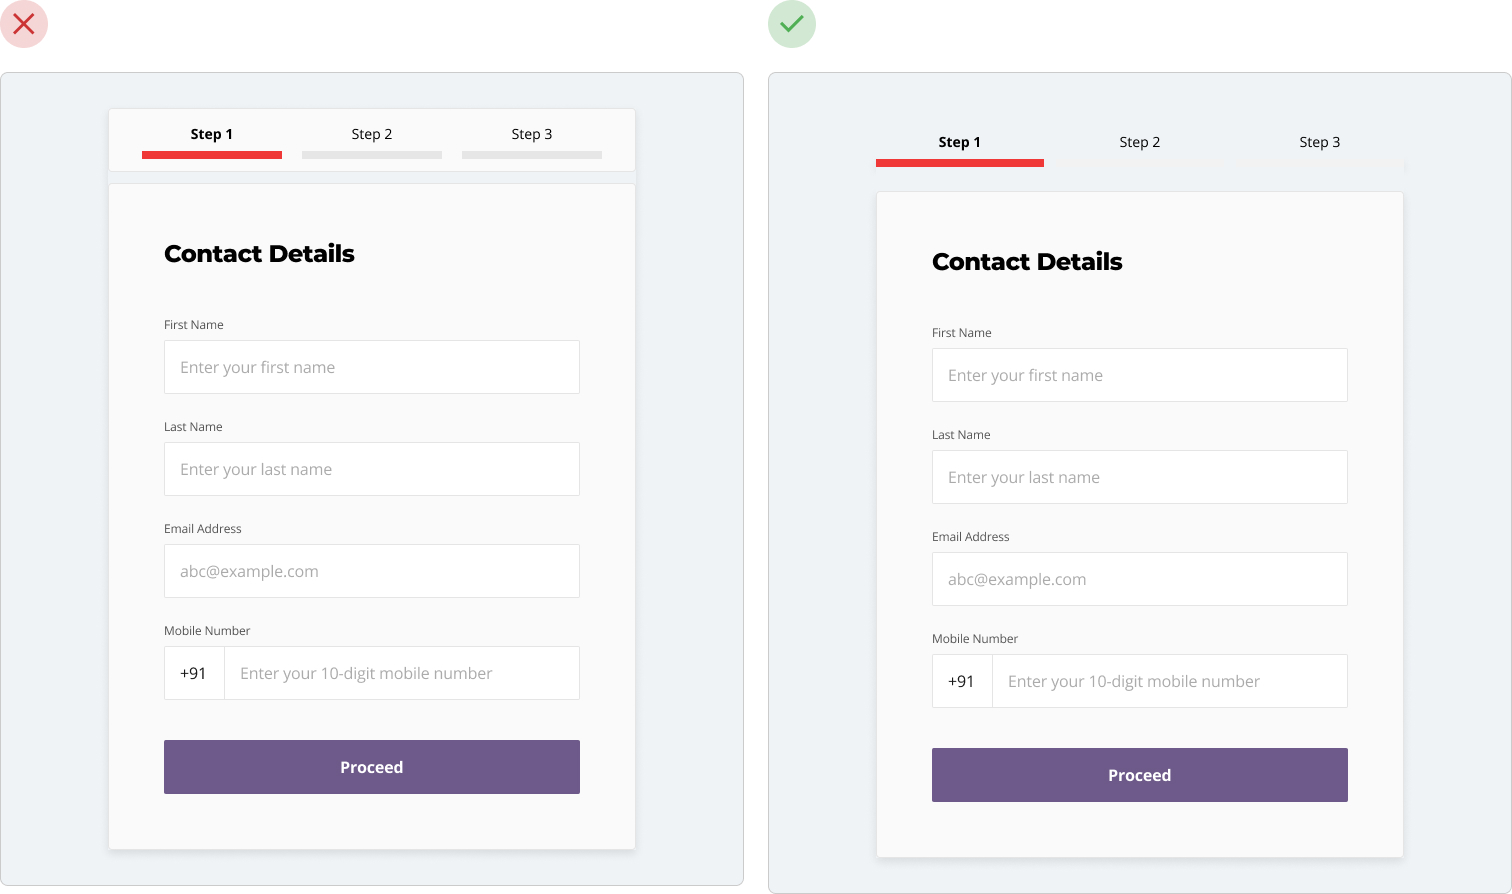 Step 1 Step 2 Step 3
Contact Details
First Name
Enter your first name
Last Name
Enter your last name
Email Address
abc@example.com
Mobile Number
+91 Enter your 10-digit mobile number
Proceed
Step 1 Step 2 Step 3
Contact Details
First Name
Enter your first name
Last Name
Enter your last name
Email Address
abc@example.com
Mobile Number
+91 Enter your 10-digit mobile number
Proceed